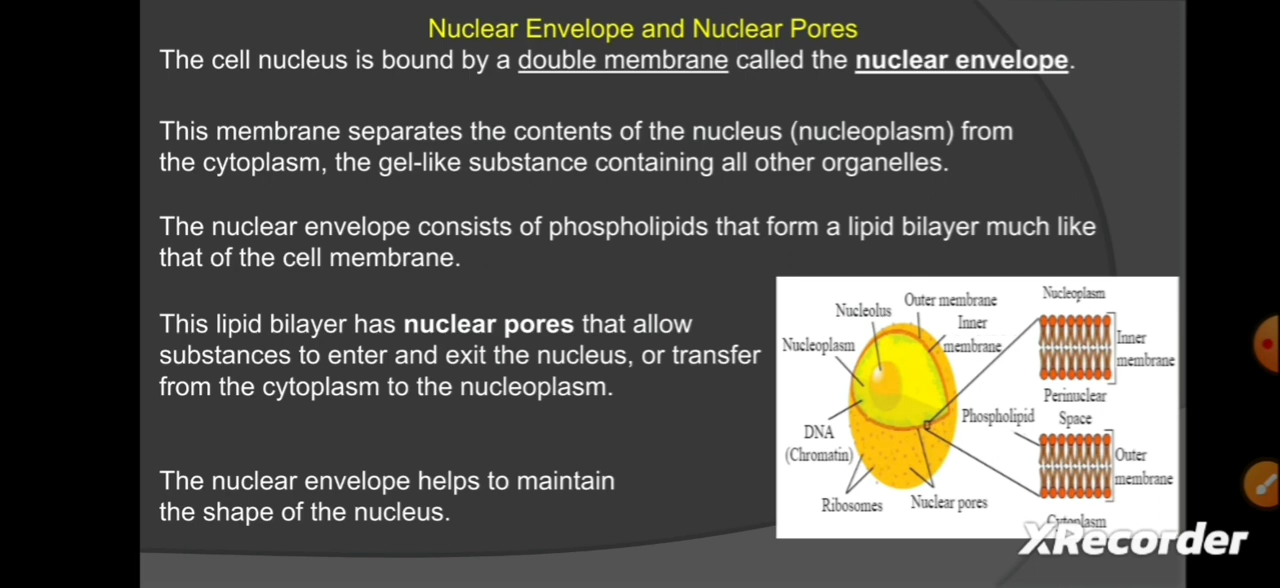 Nuclear Envelope and Nuclear Pores
The cell nucleus is bound by a double membrane called the nuclear envelope.
This membrane separates the contents of the nucleus (nucleoplasm) from
the cytoplasm, the gel-like substance containing all other organelles.
The nuclear envelope consists of phospholipids that form a lipid bilayer much like
that of the cell membrane.
This lipid bilayer has nuclear pores that allow
substances to enter and exit the nucleus, or transfer
from the cytoplasm to the nucleoplasm.
The nuclear envelope helps to maintain
the shape of the nucleus.
Nucleolus
Outer membrane
Inner
membrane
Nucleoplasm
DNA
(Chromatin)
Ribosomes
Nuclear pores
Nucleoplasm
Inner
membrane
Perinuclear
Space
Phospholipid
Outer
membrane
Cytoplasm
XRecorder